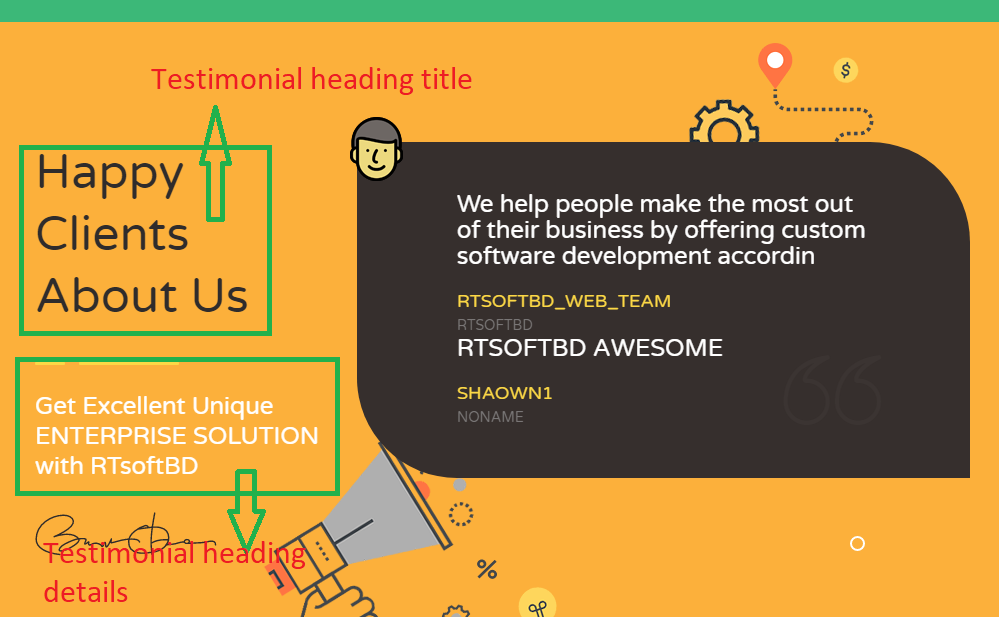 Testimonial heading title
Happy
Clients
About Us
Get Excellent Unique
ENTERPRISE SOLUTION
with RTsoftBD
Testimonial heading
details
$
We help people make the most out
of their business by offering custom
software development accordin
RTSOFTBD_WEB_TEAM
RTSOFTBD
RTSOFTBD AWESOME
SHAOWN1
NONAME
%